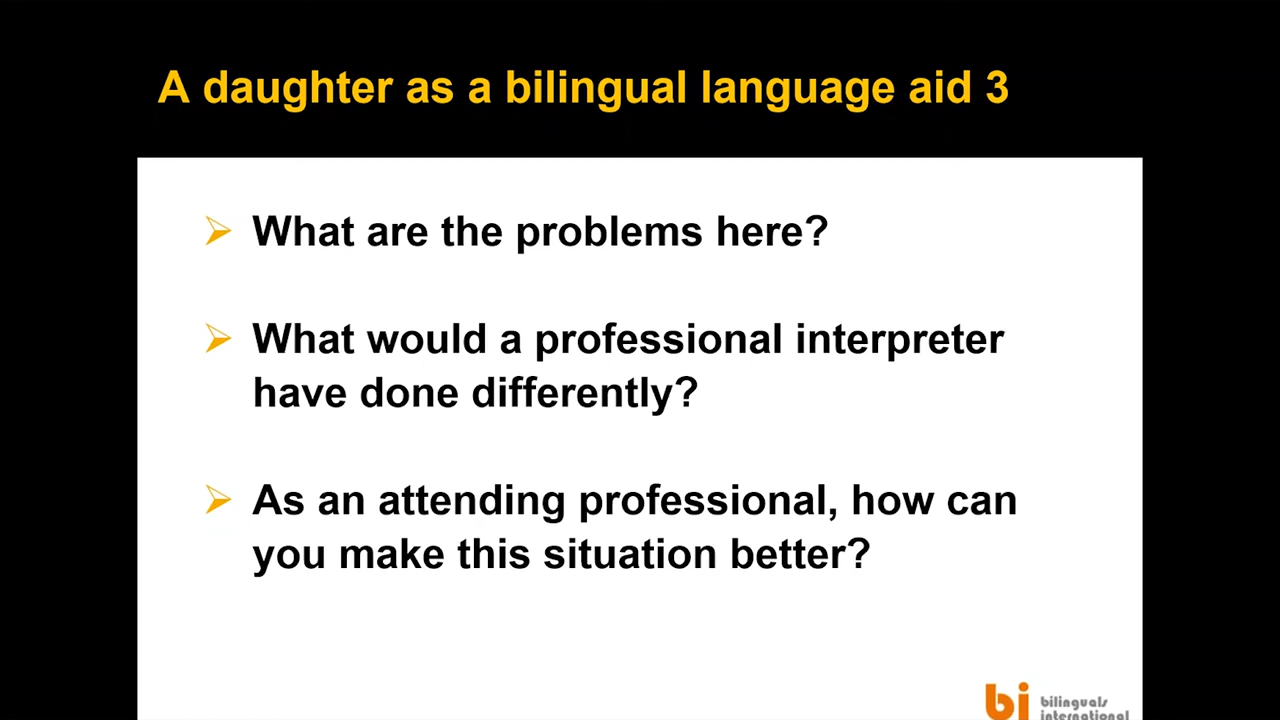 A daughter as a bilingual language aid 3
What are the problems here?
What would a professional interpreter
have done differently?
As an attending professional, how can
you make this situation better?
bi
bilinguals
international